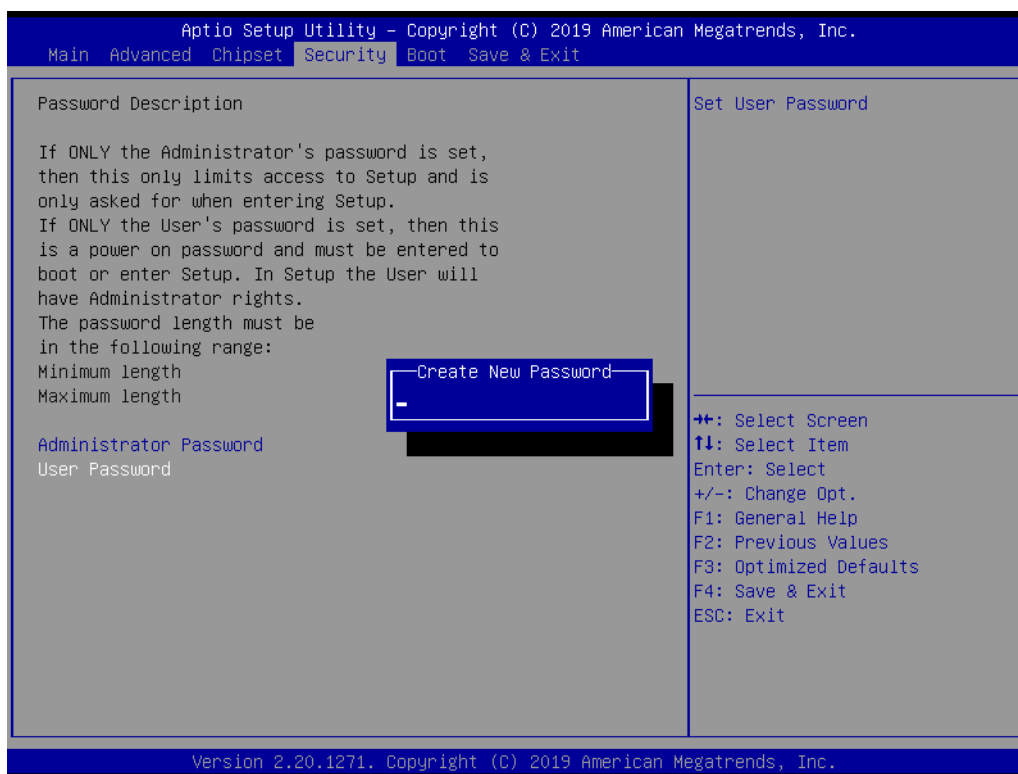 Aptio Setup Utility – Copyright (C) 2019 American Megatrends, Inc.
Main Advanced Chipset Security Boot Save & Exit
Password Description
If ONLY the Administrator's password is set,
then this only limits access to Setup and is
only asked for when entering Setup.
If ONLY the User's password is set, then this
is a power on password and must be entered to
boot or enter Setup. In Setup the User will
have Administrator rights.
The password length must be
in the following range:
Minimum length
Maximum length
Administrator Password
User Password
Create New Password
Set User Password
→←: Select Screen
↑↓: Select Item
Enter: Select
+/-: Change Opt.
F1: General Help
F2: Previous Values
F3: Optimized Defaults
F4: Save & Exit
ESC: Exit
Version 2.20.1271. Copyright (C) 2019 American Megatrends, Inc.